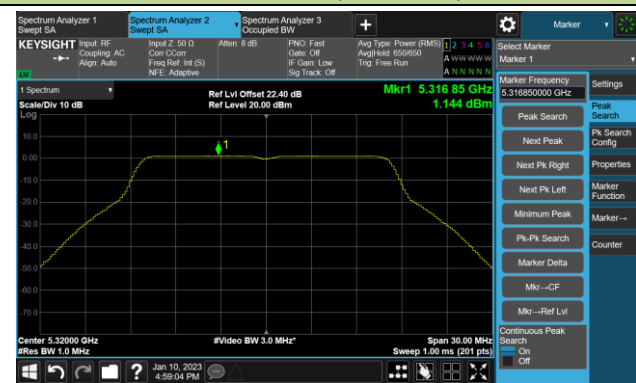 Spectrum Analyzer 1
Swept SA
Spectrum Analyzer 2
Swept SA
Spectrum Analyzer 3
Occupied BW
Marker
KEYSIGHT
Input: RF
Coupling: AC
Align: Auto
Input Z: 50 Ω
Corr CCorr
Freq Ref: Int (S)
NFE: Adaptive
Atten: 8 dB
PNO: Fast
Gate: Off
IF Gain: Low
Sig Track: Off
Avg Type: Power (RMS)
Avg|Hold: 650/650
Trig: Free Run
1 2 3 4 5 6
A W W W W W
A N N N N N
Select Marker
Marker 1
1 Spectrum
Scale/Div 10 dB
Log
Ref Lvl Offset 22.40 dB
Ref Level 20.00 dBm
Mkr1 5.316 85 GHz
1.144 dBm
Marker Frequency
5.316850000 GHz
Peak Search
Next Peak
Next Pk Right
Next Pk Left
Minimum Peak
Pk-Pk Search
Marker Delta
Mkr→CF
Mkr→Ref Lvl
Continuous Peak
Search
On
Off
Settings
Peak
Search
Pk Search
Config
Properties
Marker
Function
Marker→
Counter
10.0
0.00
-10.0
-20.0
-30.0
-40.0
-50.0
-60.0
-70.0
1
Center 5.32000 GHz
#Res BW 1.0 MHz
#Video BW 3.0 MHz*
Span 30.00 MHz
Sweep 1.00 ms (201 pts)
Jan 10, 2023
4:59:04 PM